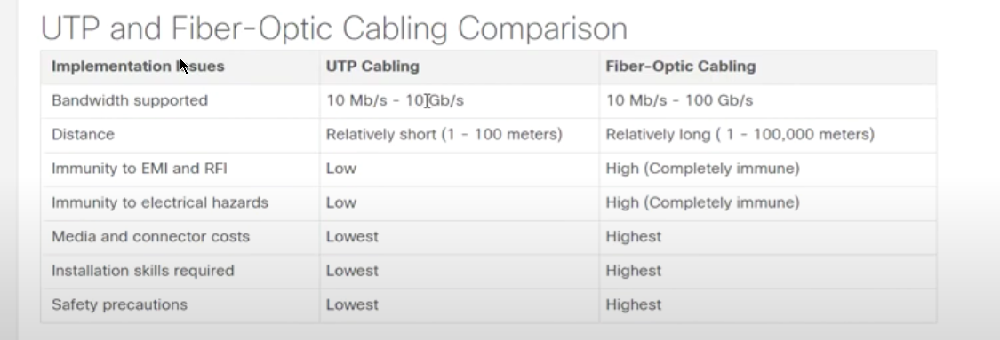 UTP and Fiber-Optic Cabling Comparison
Implementation Issues UTP Cabling Fiber-Optic Cabling
Bandwidth supported 10 Mb/s - 10 Gb/s 10 Mb/s - 100 Gb/s
Distance Relatively short (1 - 100 meters) Relatively long ( 1 - 100,000 meters)
Immunity to EMI and RFI Low High (Completely immune)
Immunity to electrical hazards Low High (Completely immune)
Media and connector costs Lowest Highest
Installation skills required Lowest Highest
Safety precautions Lowest Highest